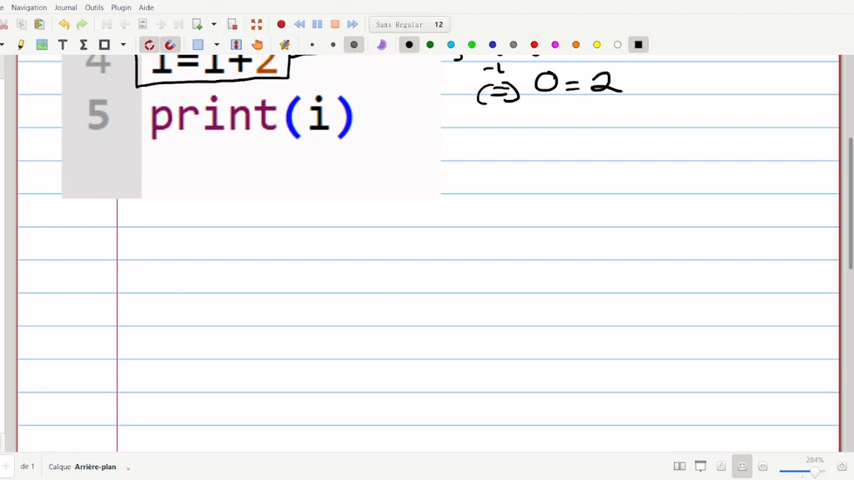 Navigation Journal Outils Plugin Aide
Sans Regular 12
4 i=i+2
-i
(=) 0 = 2
5 print(i)
de 1 Calque Arrière-plan
284%